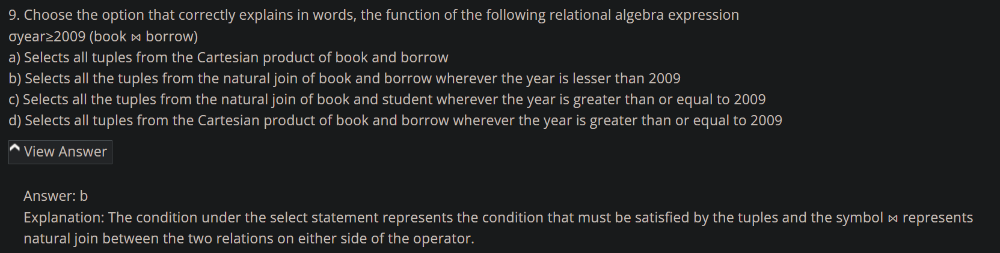 9. Choose the option that correctly explains in words, the function of the following relational algebra expression
σyear≥2009 (book ⋈ borrow)
a) Selects all tuples from the Cartesian product of book and borrow
b) Selects all the tuples from the natural join of book and borrow wherever the year is lesser than 2009
c) Selects all the tuples from the natural join of book and student wherever the year is greater than or equal to 2009
d) Selects all tuples from the Cartesian product of book and borrow wherever the year is greater than or equal to 2009
View Answer
Answer: b
Explanation: The condition under the select statement represents the condition that must be satisfied by the tuples and the symbol ⋈ represents
natural join between the two relations on either side of the operator.